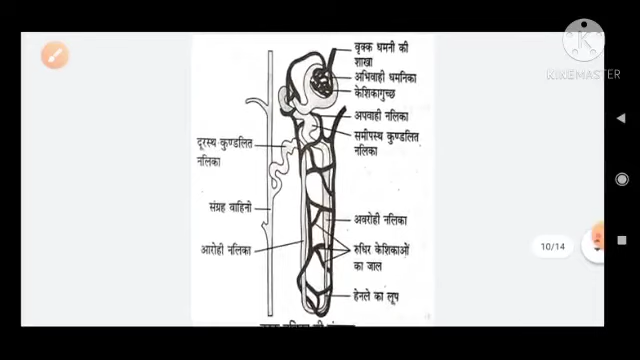 वृक्क धमनी की
शाखा
अभिवाही धमनिका
केशिकागुच्छ
अपवाही नलिका
समीपस्थ कुण्डलित
नलिका
दूरस्थ कुण्डलित
नलिका
संग्रह वाहिनी
अवरोही नलिका
आरोही नलिका
रुधिर केशिकाओं
का जाल
हेनले का लूप
10/14
KINEMASTER